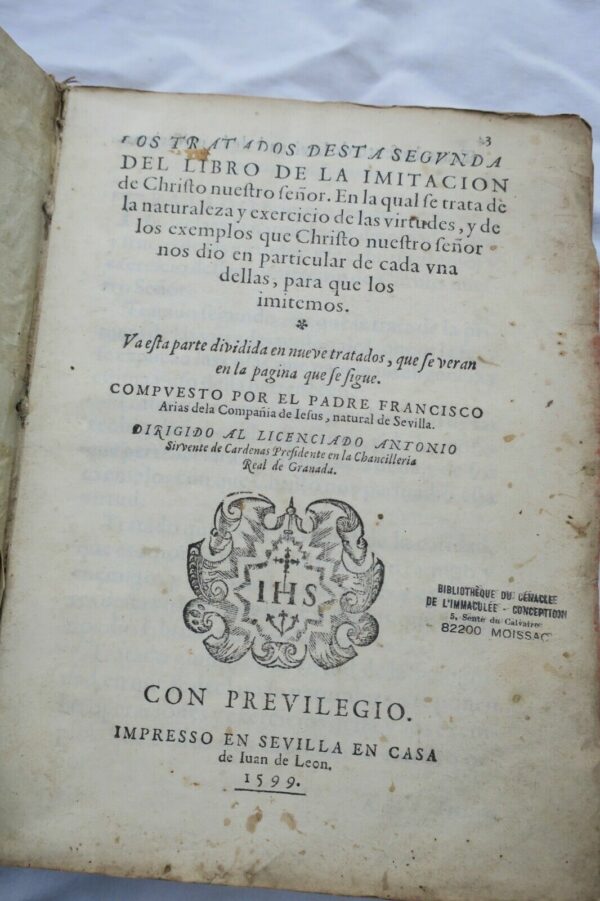 43
LOS TRATADOS DESTA SEGVNDA
DEL LIBRO DE LA IMITACION
de Christo nuestro señor. En la qual se trata de
la naturaleza y exercicio de las virtudes, y de
los exemplos que Christo nuestro señor
nos dio en particular de cada vna
dellas, para que los
imitemos.
Va esta parte dividida en nueve tratados, que se veran
en la pagina que se sigue.
COMPVESTO POR EL PADRE FRANCISCO
Arias dela Compañia de Iesus, natural de Sevilla.
DIRIGIDO AL LICENCIADO ANTONIO
Sirvente de Cardenas Presidente en la Chancilleria
Real de Granada.
IHS
BIBLIOTHÈQUE DU CÉNACLE
DE L'IMMACULÉE - CONCEPTION
5, Sente du Calvaire
82200 MOISSAC
CON PREVILEGIO.
IMPRESSO EN SEVILLA EN CASA
de Iuan de Leon.
1599.